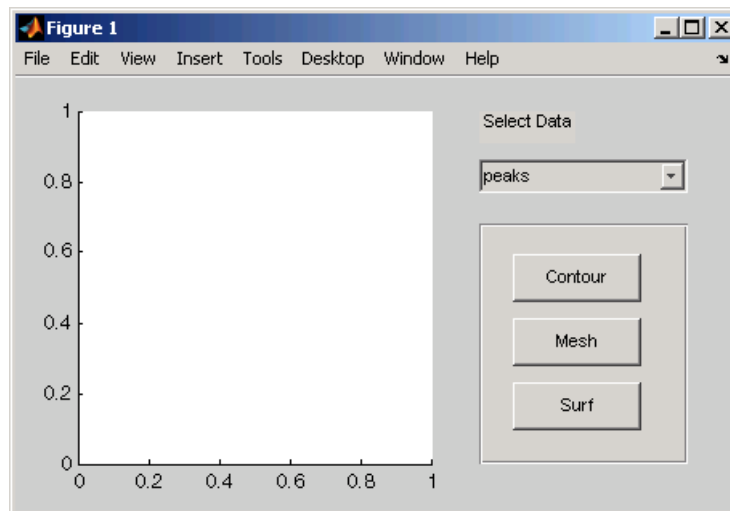 Figure 1
File Edit View Insert Tools Desktop Window Help
1
0.8
0.6
0.4
0.2
0
0 0.2 0.4 0.6 0.8 1
Select Data
peaks
Contour
Mesh
Surf